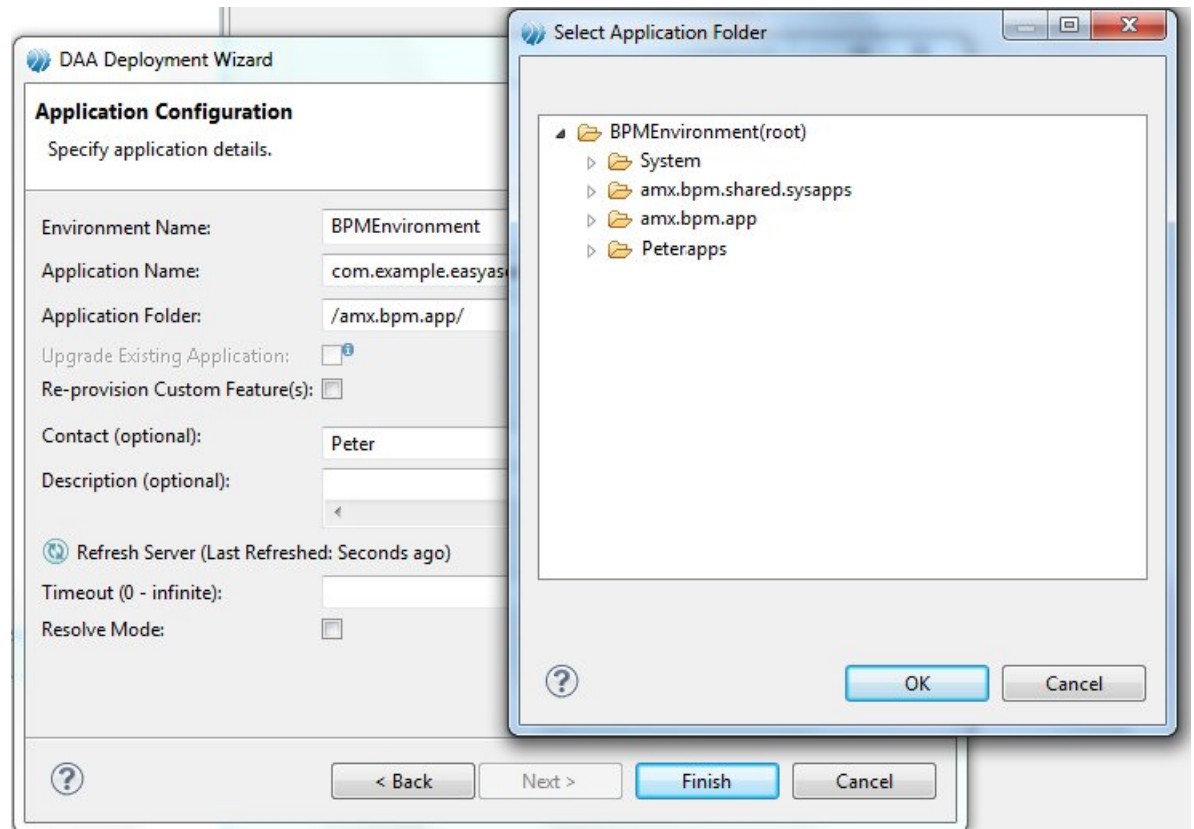 DAA Deployment Wizard
Application Configuration
Specify application details.
Environment Name: BPMEnvironment
Application Name: com.example.easyas
Application Folder: /amx.bpm.app/
Upgrade Existing Application:
Re-provision Custom Feature(s):
Contact (optional): Peter
Description (optional):
Refresh Server (Last Refreshed: Seconds ago)
Timeout (0 - infinite):
Resolve Mode:
< Back Next > Finish Cancel
Select Application Folder
BPMEnvironment(root)
System
amx.bpm.shared.sysapps
amx.bpm.app
Peterapps
OK Cancel